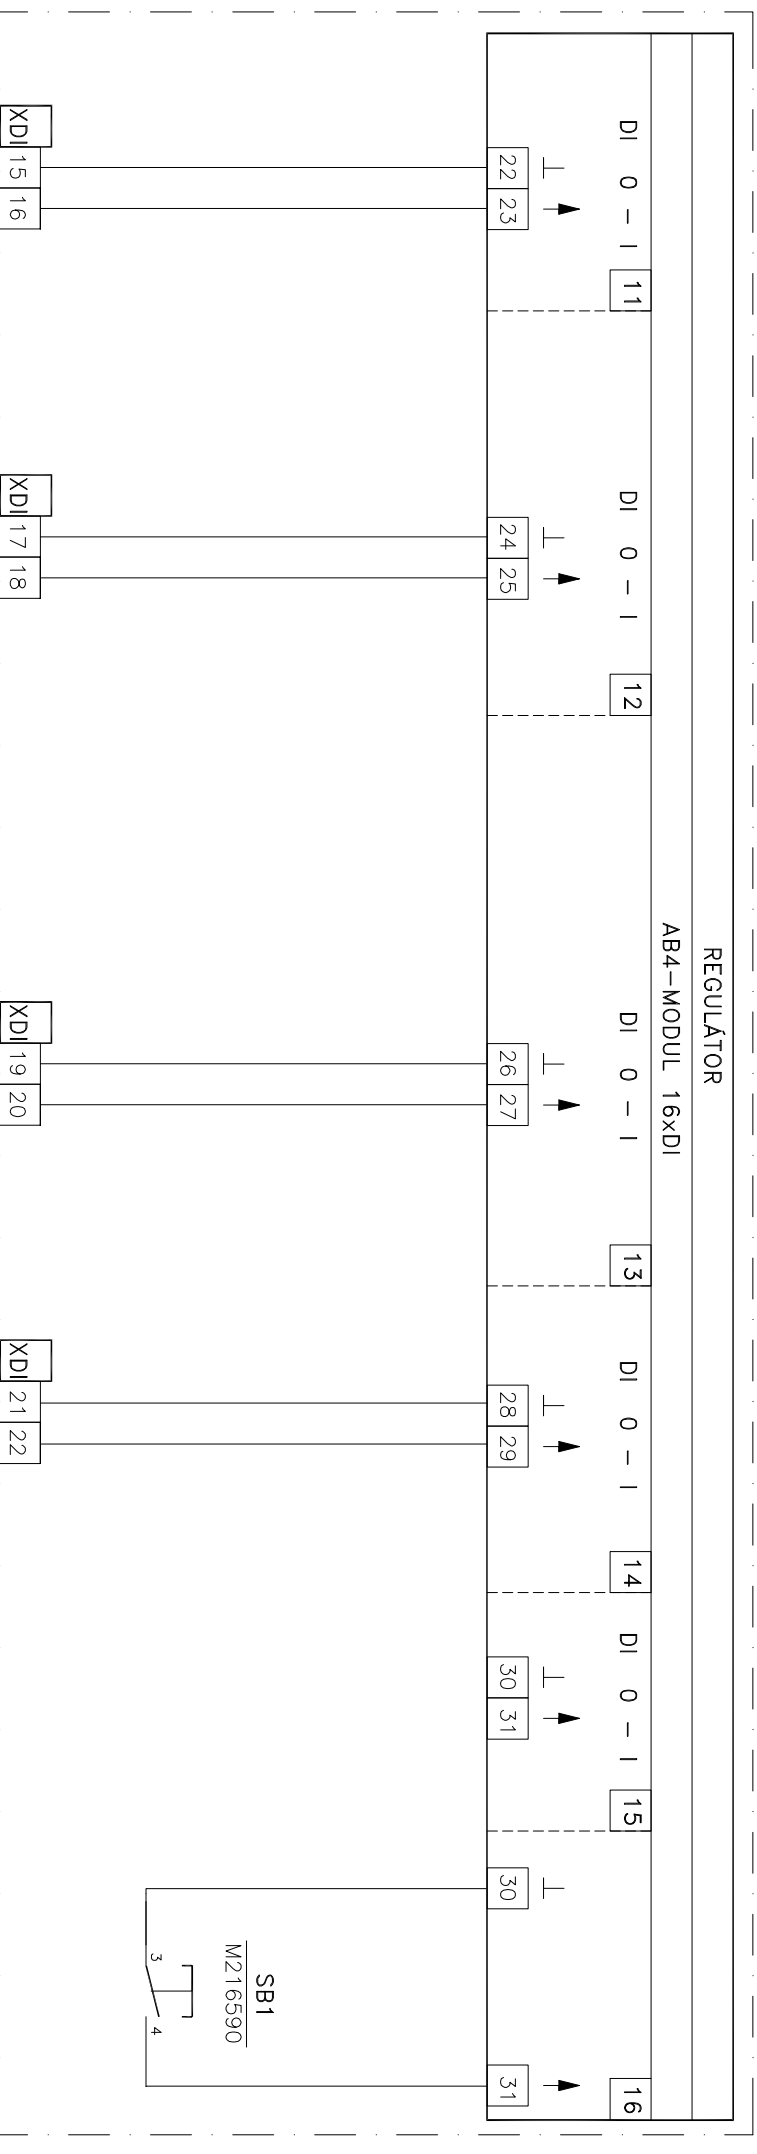 REGULÁTOR
AB4-MODUL 16xDI
DI 0 - I
11
DI 0 - I
12
DI 0 - I
13
DI 0 - I
14
DI 0 - I
15
16
22 23
24 25
26 27
28 29
30 31
30
31
SB1
M216590
3 4
XDI 15 16
XDI 17 18
XDI 19 20
XDI 21 22